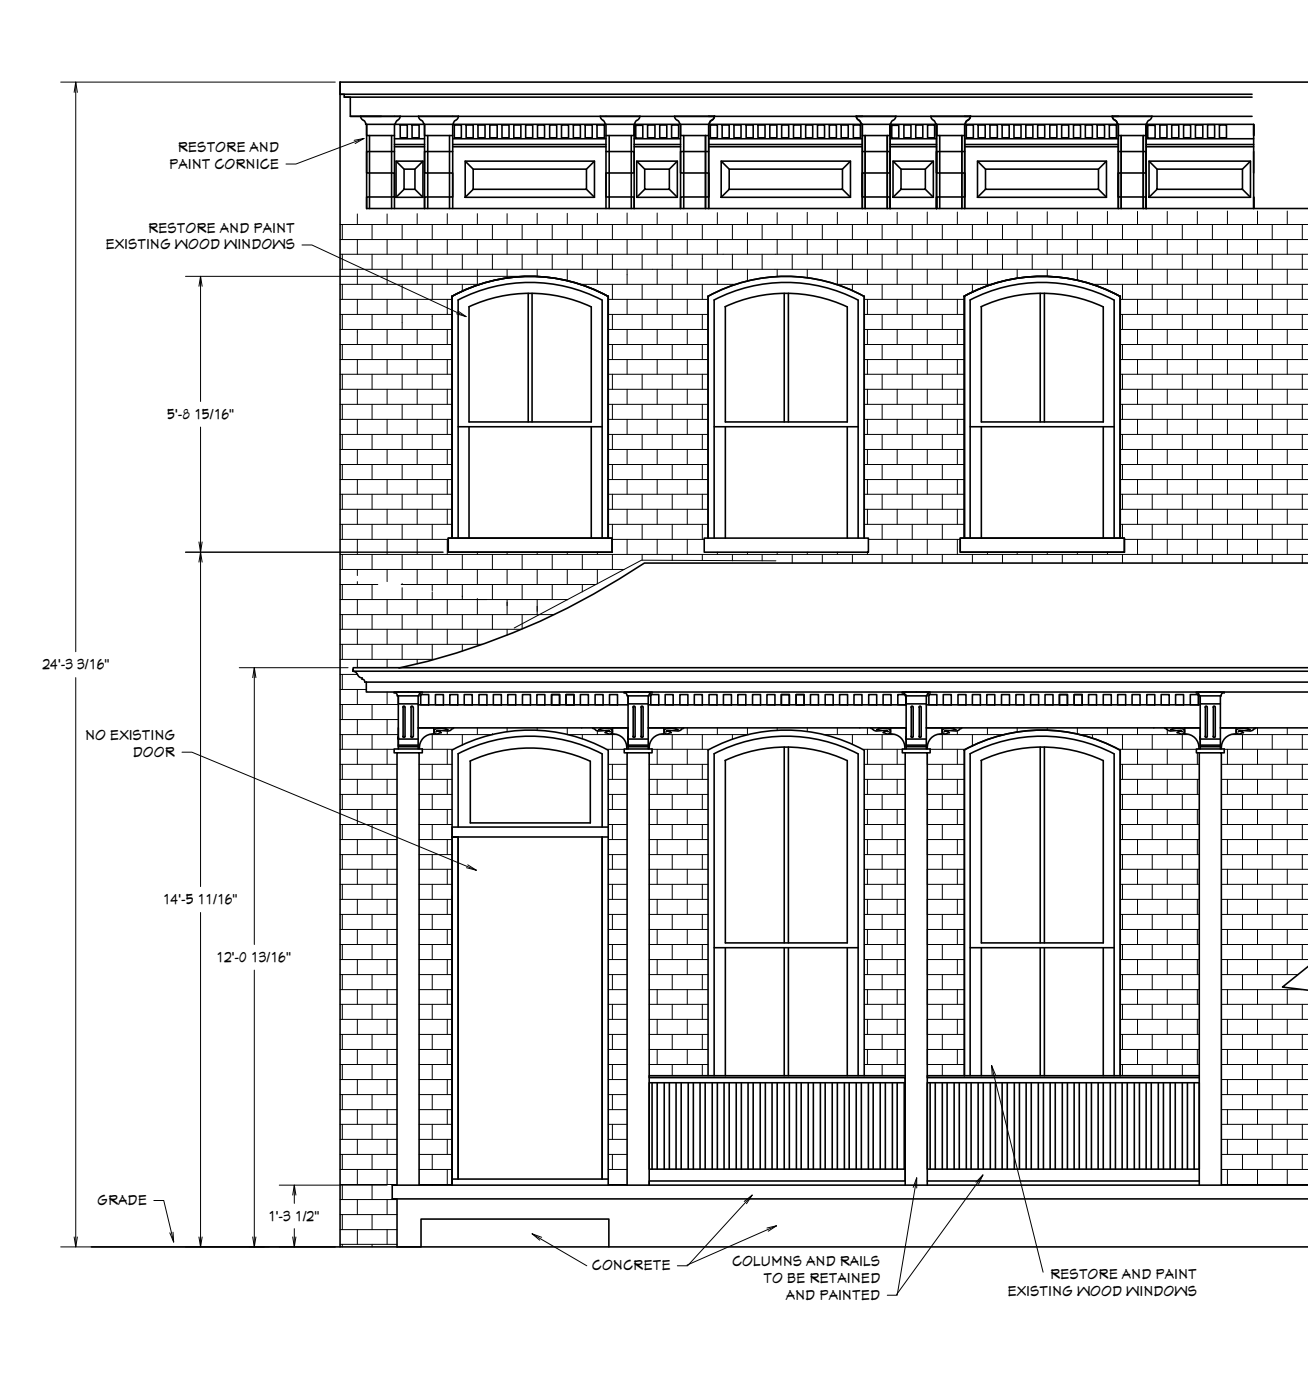 RESTORE AND
PAINT CORNICE
RESTORE AND PAINT
EXISTING WOOD WINDOWS
5'-8 15/16"
24'-3 3/16"
NO EXISTING
DOOR
14'-5 11/16"
12'-0 13/16"
GRADE
1'-3 1/2"
CONCRETE
COLUMNS AND RAILS
TO BE RETAINED
AND PAINTED
RESTORE AND PAINT
EXISTING WOOD WINDOWS